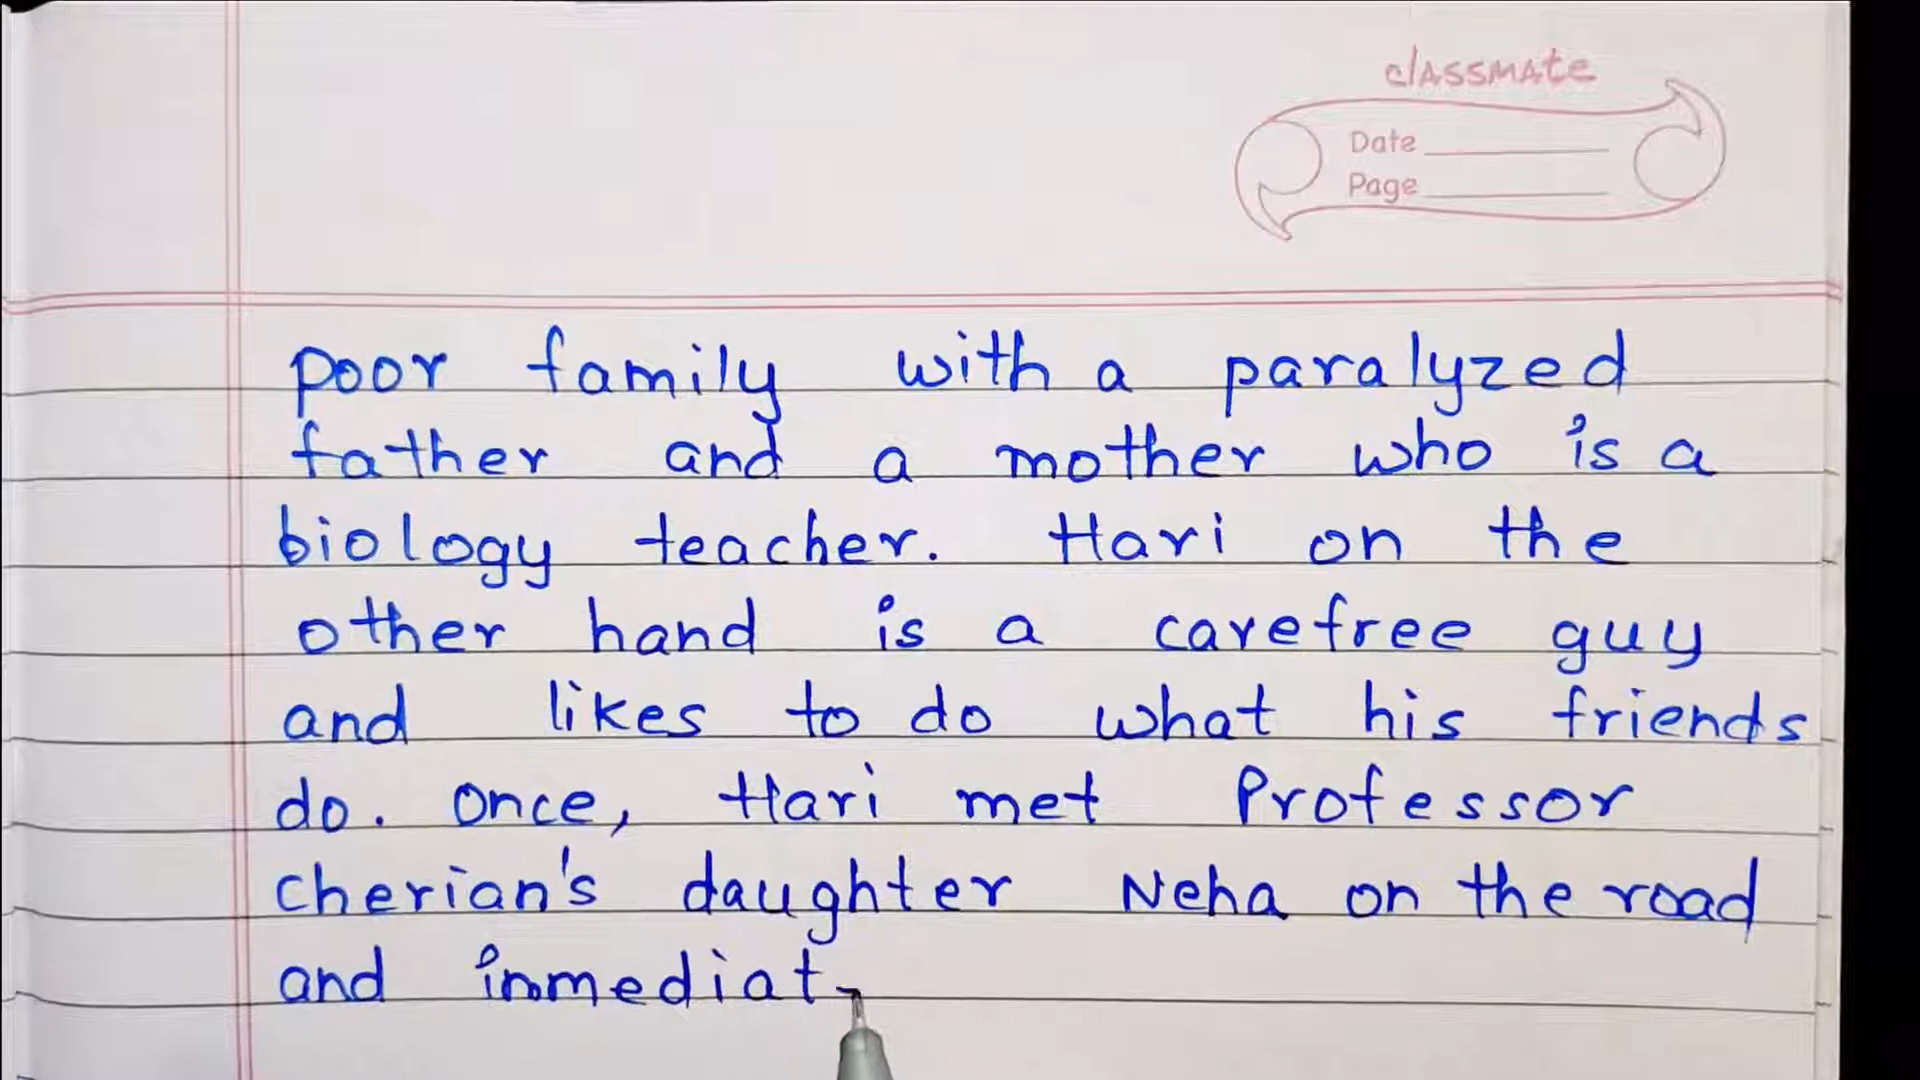 classmate
Date
Page
poor family with a paralyzed
father and a mother who is a
biology teacher. Hari on the
other hand is a carefree guy
and likes to do what his friends
do. Once, Hari met Professor
Cherian's daughter Neha on the road
and inmediat